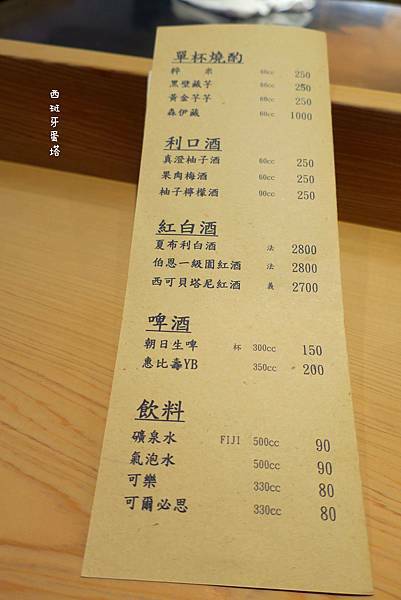 單杯燒酌
粹 米 60cc 250
黑壁藏芋 60cc 250
黃金芋芋 60cc 250
森伊藏 60cc 1000
利口酒
真澄柚子酒 60cc 250
果肉梅酒 60cc 250
柚子檸檬酒 90cc 250
紅白酒
夏布利白酒 法 2800
伯恩一級園紅酒 法 2800
西可貝塔尼紅酒 義 2700
啤酒
朝日生啤 杯 300cc 150
惠比壽YB 350cc 200
飲料
礦泉水 FIJI 500cc 90
氣泡水 500cc 90
可樂 330cc 80
可爾必思 330cc 80
西班牙蛋塔